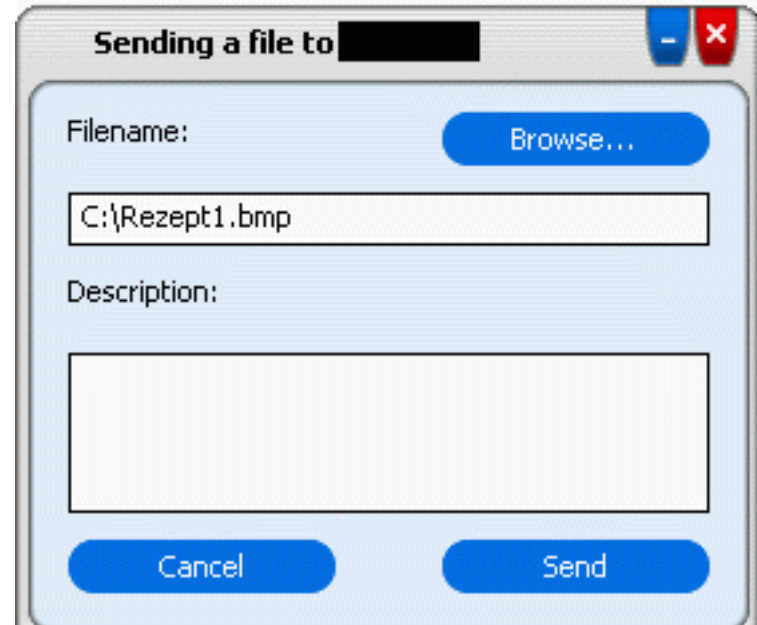 Sending a file to
Filename:
Browse...
C:\Rezept1.bmp
Description:
Cancel
Send